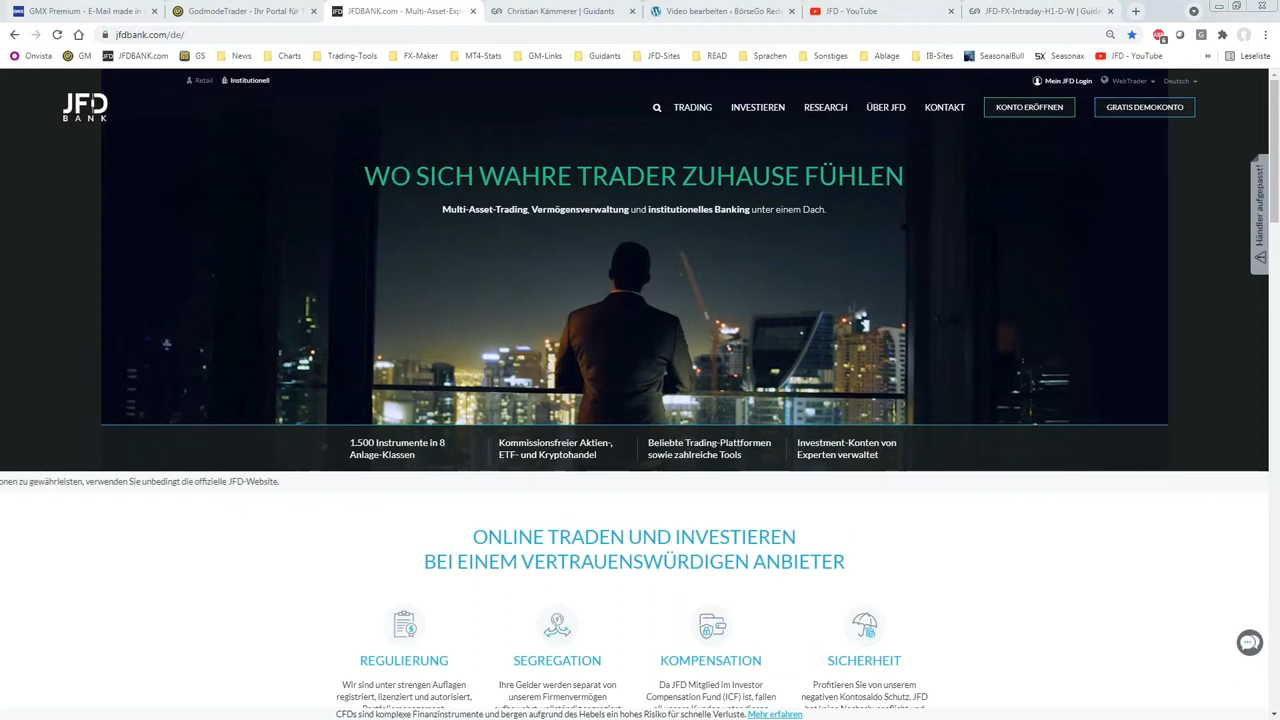 GMX Premium - E-Mail made in
GodmodeTrader - Ihr Portal für T
JFDBANK.com - Multi-Asset-Exp
Christian Kämmerer | Guidants
Video bearbeiten ‹ BörseGo Red
JFD - YouTube
JFD-FX-Intraday-H1-D-W | Guida
jfdbank.com/de/
Onvista
GM
JFDBANK.com
GS
News
Charts
Trading-Tools
FX-Maker
MT4-Stats
GM-Links
Guidants
JFD-Sites
READ
Sprachen
Sonstiges
Ablage
IB-Sites
SeasonalBull
Seasonax
JFD - YouTube
»
Leseliste
Retail
Institutionell
Mein JFD Login
WebTrader
Deutsch
JFD
BANK
TRADING
INVESTIEREN
RESEARCH
ÜBER JFD
KONTAKT
KONTO ERÖFFNEN
GRATIS DEMOKONTO
WO SICH WAHRE TRADER ZUHAUSE FÜHLEN
Multi-Asset-Trading, Vermögensverwaltung und institutionelles Banking unter einem Dach.
Händler aufgepasst!
1.500 Instrumente in 8
Anlage-Klassen
Kommissionsfreier Aktien-,
ETF- und Kryptohandel
Beliebte Trading-Plattformen
sowie zahlreiche Tools
Investment-Konten von
Experten verwaltet
onen zu gewährleisten, verwenden Sie unbedingt die offizielle JFD-Website.
ONLINE TRADEN UND INVESTIEREN
BEI EINEM VERTRAUENSWÜRDIGEN ANBIETER
REGULIERUNG
Wir sind unter strengen Auflagen
registriert, lizenziert und autorisiert,
SEGREGATION
Ihre Gelder werden separat von
unserem Firmenvermögen
KOMPENSATION
Da JFD Mitglied im Investor
Compensation Fund (ICF) ist, fallen
SICHERHEIT
Profitieren Sie von unserem
negativen Kontosaldo Schutz. JFD
CFDs sind komplexe Finanzinstrumente und bergen aufgrund des Hebels ein hohes Risiko für schnelle Verluste. Mehr erfahren